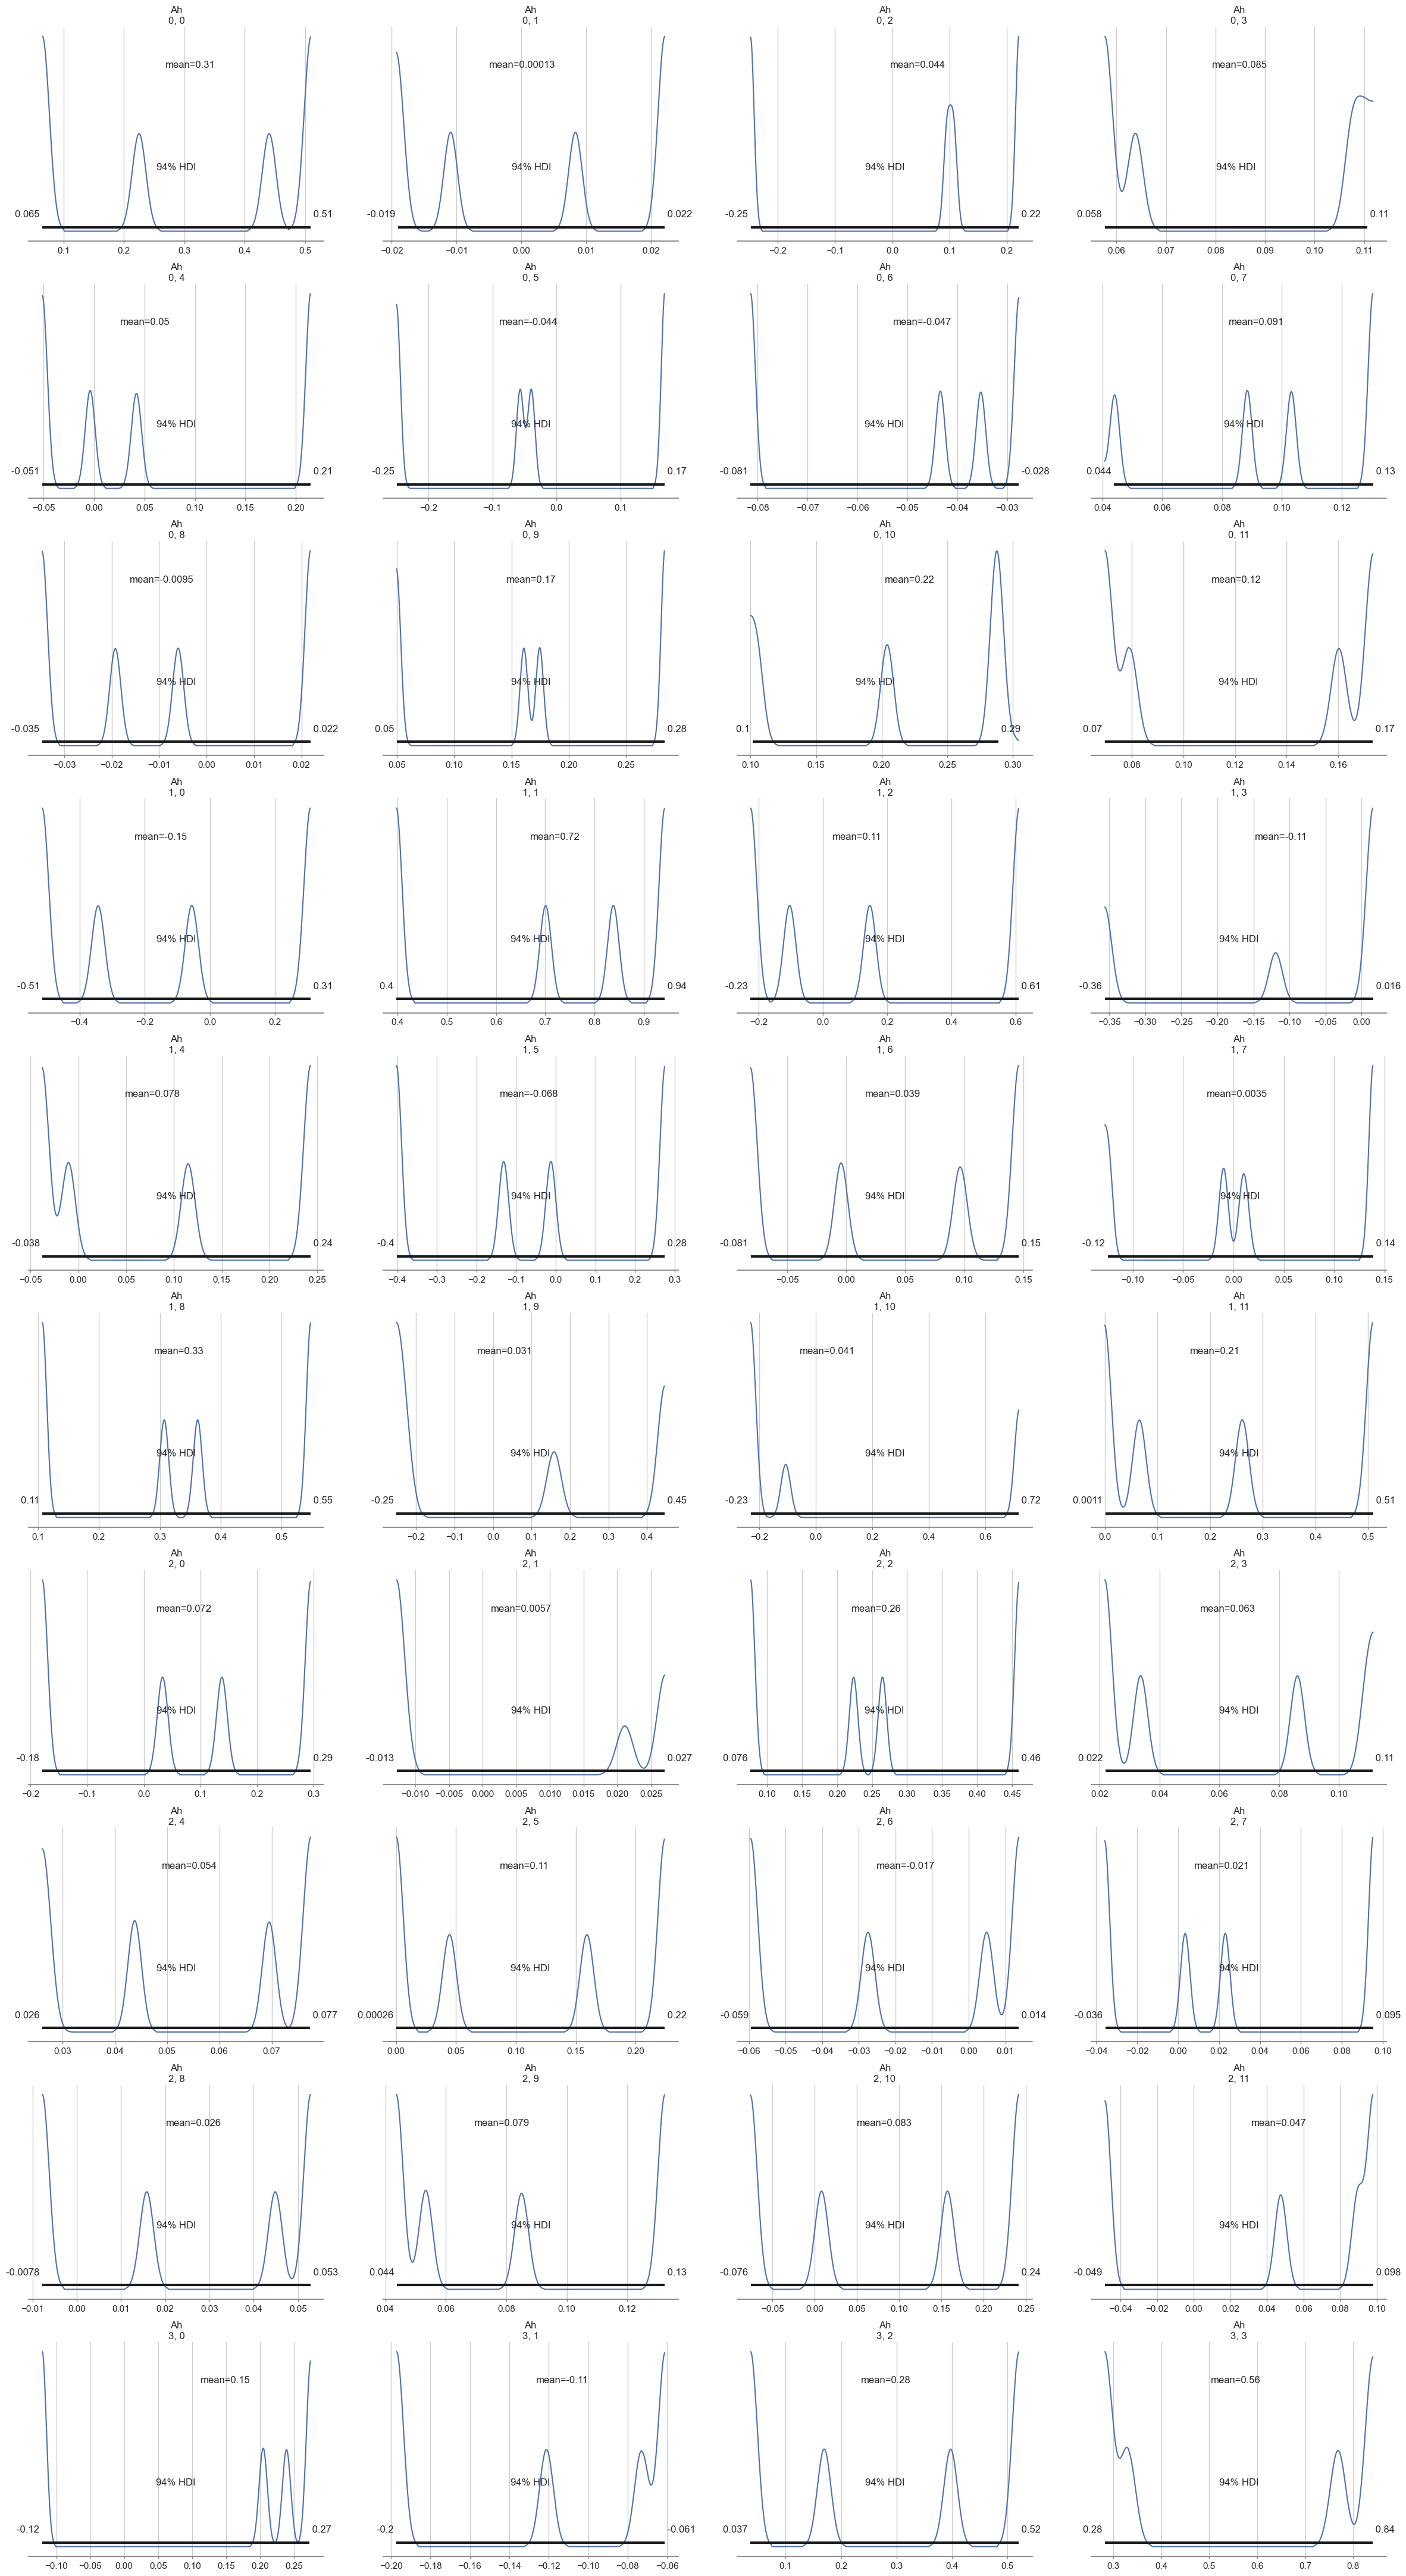 Ah Ah Ah Ah
0, 0 0, 1 0, 2 0, 3
mean=0.31 mean=0.00013 mean=0.044 mean=0.085
94% HDI 94% HDI 94% HDI 94% HDI
0.065 0.51 -0.019 0.022 -0.25 0.22 0.058 0.11
0.1 0.2 0.3 0.4 0.5 −0.02 −0.01 0.00 0.01 0.02 −0.2 −0.1 0.0 0.1 0.2 0.06 0.07 0.08 0.09 0.10 0.11
Ah Ah Ah Ah
0, 4 0, 5 0, 6 0, 7
mean=0.05 mean=-0.044 mean=-0.047 mean=0.091
94% HDI 94% HDI 94% HDI 94% HDI
-0.051 0.21 -0.25 0.17 -0.081 -0.028 0.044 0.13
−0.05 0.00 0.05 0.10 0.15 0.20 −0.2 −0.1 0.0 0.1 −0.08 −0.07 −0.06 −0.05 −0.04 −0.03 0.04 0.06 0.08 0.10 0.12
Ah Ah Ah Ah
0, 8 0, 9 0, 10 0, 11
mean=-0.0095 mean=0.17 mean=0.22 mean=0.12
94% HDI 94% HDI 94% HDI 94% HDI
-0.035 0.022 0.05 0.28 0.1 0.29 0.07 0.17
−0.03 −0.02 −0.01 0.00 0.01 0.02 0.05 0.10 0.15 0.20 0.25 0.10 0.15 0.20 0.25 0.30 0.08 0.10 0.12 0.14 0.16
Ah Ah Ah Ah
1, 0 1, 1 1, 2 1, 3
mean=-0.15 mean=0.72 mean=0.11 mean=-0.11
94% HDI 94% HDI 94% HDI 94% HDI
-0.51 0.31 0.4 0.94 -0.23 0.61 -0.36 0.016
−0.4 −0.2 0.0 0.2 0.4 0.5 0.6 0.7 0.8 0.9 −0.2 0.0 0.2 0.4 0.6 −0.35 −0.30 −0.25 −0.20 −0.15 −0.10 −0.05 0.00
Ah Ah Ah Ah
1, 4 1, 5 1, 6 1, 7
mean=0.078 mean=-0.068 mean=0.039 mean=0.0035
94% HDI 94% HDI 94% HDI 94% HDI
-0.038 0.24 -0.4 0.28 -0.081 0.15 -0.12 0.14
−0.05 0.00 0.05 0.10 0.15 0.20 0.25 −0.4 −0.3 −0.2 −0.1 0.0 0.1 0.2 0.3 −0.05 0.00 0.05 0.10 0.15 −0.10 −0.05 0.00 0.05 0.10 0.15
Ah Ah Ah Ah
1, 8 1, 9 1, 10 1, 11
mean=0.33 mean=0.031 mean=0.041 mean=0.21
94% HDI 94% HDI 94% HDI 94% HDI
0.11 0.55 -0.25 0.45 -0.23 0.72 0.0011 0.51
0.1 0.2 0.3 0.4 0.5 −0.2 −0.1 0.0 0.1 0.2 0.3 0.4 −0.2 0.0 0.2 0.4 0.6 0.0 0.1 0.2 0.3 0.4 0.5
Ah Ah Ah Ah
2, 0 2, 1 2, 2 2, 3
mean=0.072 mean=0.0057 mean=0.26 mean=0.063
94% HDI 94% HDI 94% HDI 94% HDI
-0.18 0.29 -0.013 0.027 0.076 0.46 0.022 0.11
−0.2 −0.1 0.0 0.1 0.2 0.3 −0.010 −0.005 0.000 0.005 0.010 0.015 0.020 0.025 0.10 0.15 0.20 0.25 0.30 0.35 0.40 0.45 0.02 0.04 0.06 0.08 0.10
Ah Ah Ah Ah
2, 4 2, 5 2, 6 2, 7
mean=0.054 mean=0.11 mean=-0.017 mean=0.021
94% HDI 94% HDI 94% HDI 94% HDI
0.026 0.077 0.00026 0.22 -0.059 0.014 -0.036 0.095
0.03 0.04 0.05 0.06 0.07 0.00 0.05 0.10 0.15 0.20 −0.06 −0.05 −0.04 −0.03 −0.02 −0.01 0.00 0.01 −0.04 −0.02 0.00 0.02 0.04 0.06 0.08 0.10
Ah Ah Ah Ah
2, 8 2, 9 2, 10 2, 11
mean=0.026 mean=0.079 mean=0.083 mean=0.047
94% HDI 94% HDI 94% HDI 94% HDI
-0.0078 0.053 0.044 0.13 -0.076 0.24 -0.049 0.098
−0.01 0.00 0.01 0.02 0.03 0.04 0.05 0.04 0.06 0.08 0.10 0.12 −0.05 0.00 0.05 0.10 0.15 0.20 0.25 −0.04 −0.02 0.00 0.02 0.04 0.06 0.08 0.10
Ah Ah Ah Ah
3, 0 3, 1 3, 2 3, 3
mean=0.15 mean=-0.11 mean=0.28 mean=0.56
94% HDI 94% HDI 94% HDI 94% HDI
-0.12 0.27 -0.2 -0.061 0.037 0.52 0.28 0.84
−0.10 −0.05 0.00 0.05 0.10 0.15 0.20 0.25 −0.20 −0.18 −0.16 −0.14 −0.12 −0.10 −0.08 −0.06 0.1 0.2 0.3 0.4 0.5 0.3 0.4 0.5 0.6 0.7 0.8